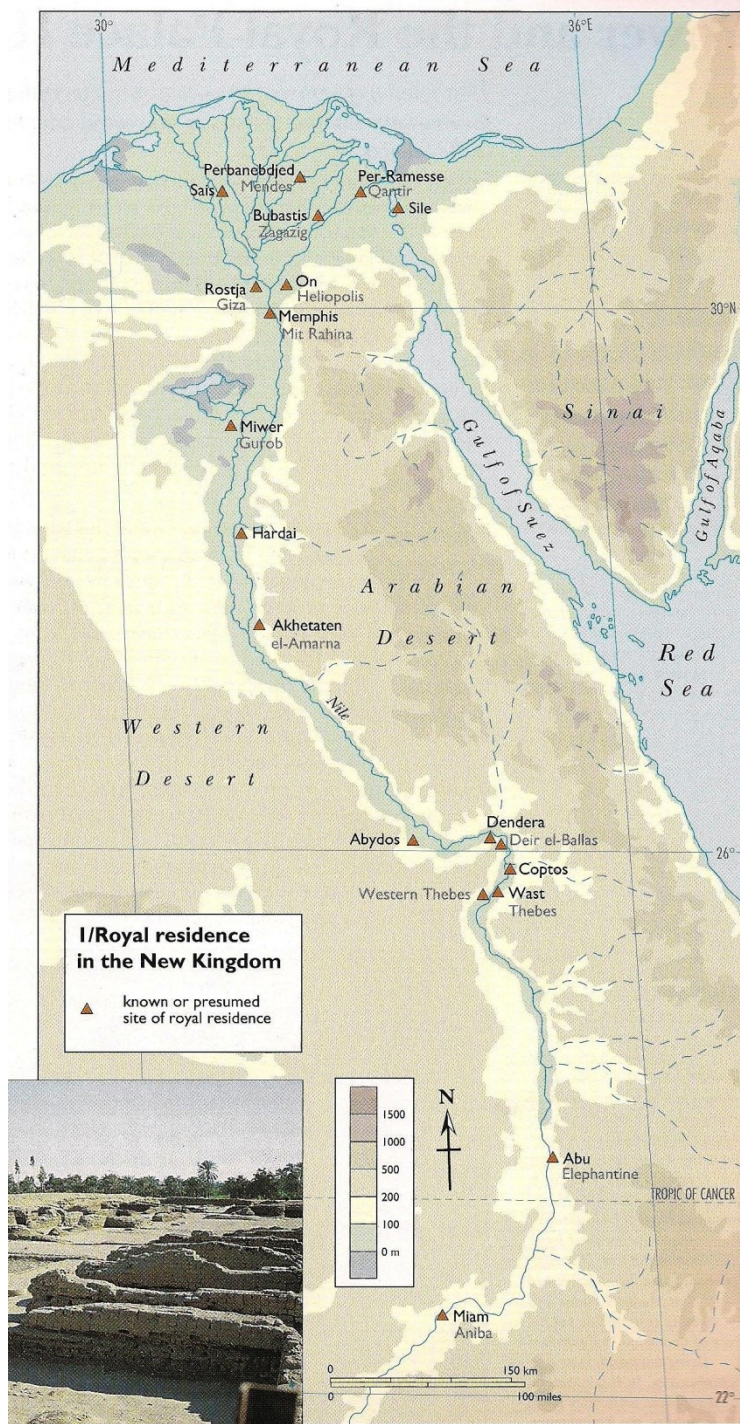 30°
36°E
Mediterranean Sea
Perbanebdjed
Mendes
Per-Ramesse
Qantir
Sais
Sile
Bubastis
Zagazig
Rostja
Giza
On
Heliopolis
30°N
Memphis
Mit Rahina
Sinai
Gulf of Suez
Gulf of Aqaba
Miwer
Gurob
Hardai
Arabian
Desert
Akhetaten
el-Amarna
Red
Sea
Nile
Western
Desert
Dendera
Deir el-Ballas
Abydos
26°
Coptos
Western Thebes
Wast
Thebes
1/Royal residence
in the New Kingdom
known or presumed
site of royal residence
N
1500
1000
500
200
100
0 m
Abu
Elephantine
TROPIC OF CANCER
Miam
Aniba
0 150 km
0 100 miles
22°